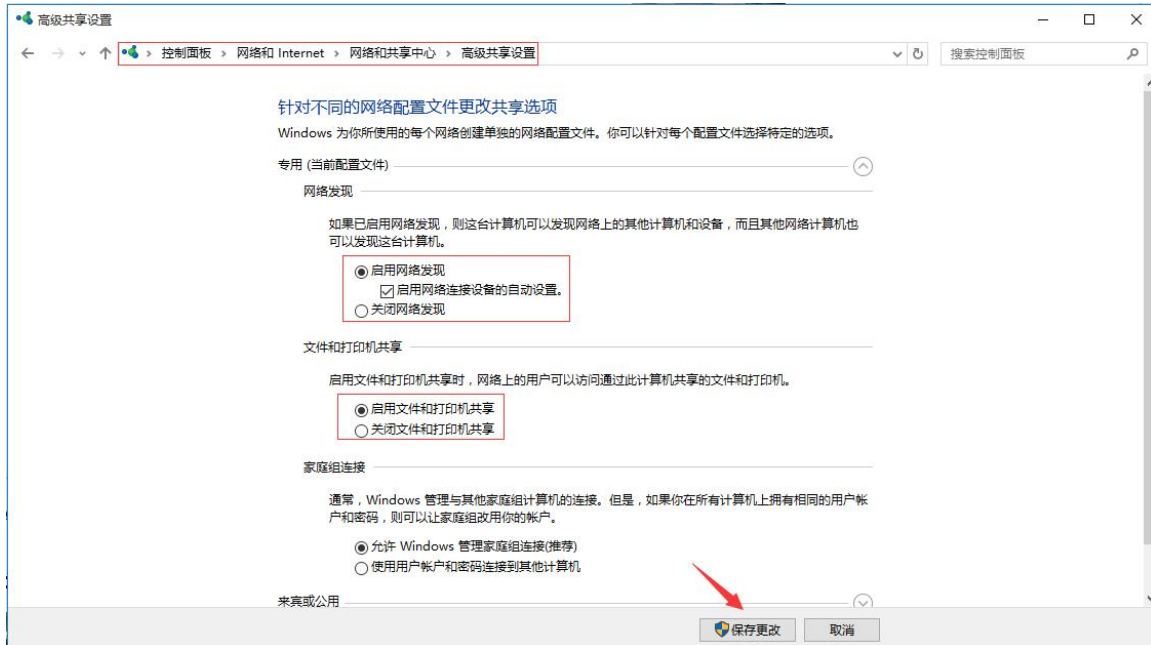 高级共享设置
控制面板 › 网络和 Internet › 网络和共享中心 › 高级共享设置
搜索控制面板
针对不同的网络配置文件更改共享选项
Windows 为你所使用的每个网络创建单独的网络配置文件。你可以针对每个配置文件选择特定的选项。
专用 (当前配置文件)
网络发现
如果已启用网络发现，则这台计算机可以发现网络上的其他计算机和设备，而且其他网络计算机也
可以发现这台计算机。
启用网络发现
启用网络连接设备的自动设置。
关闭网络发现
文件和打印机共享
启用文件和打印机共享时，网络上的用户可以访问通过此计算机共享的文件和打印机。
启用文件和打印机共享
关闭文件和打印机共享
家庭组连接
通常，Windows 管理与其他家庭组计算机的连接。但是，如果你在所有计算机上拥有相同的用户帐
户和密码，则可以让家庭组改用你的帐户。
允许 Windows 管理家庭组连接(推荐)
使用用户帐户和密码连接到其他计算机
来宾或公用
保存更改
取消